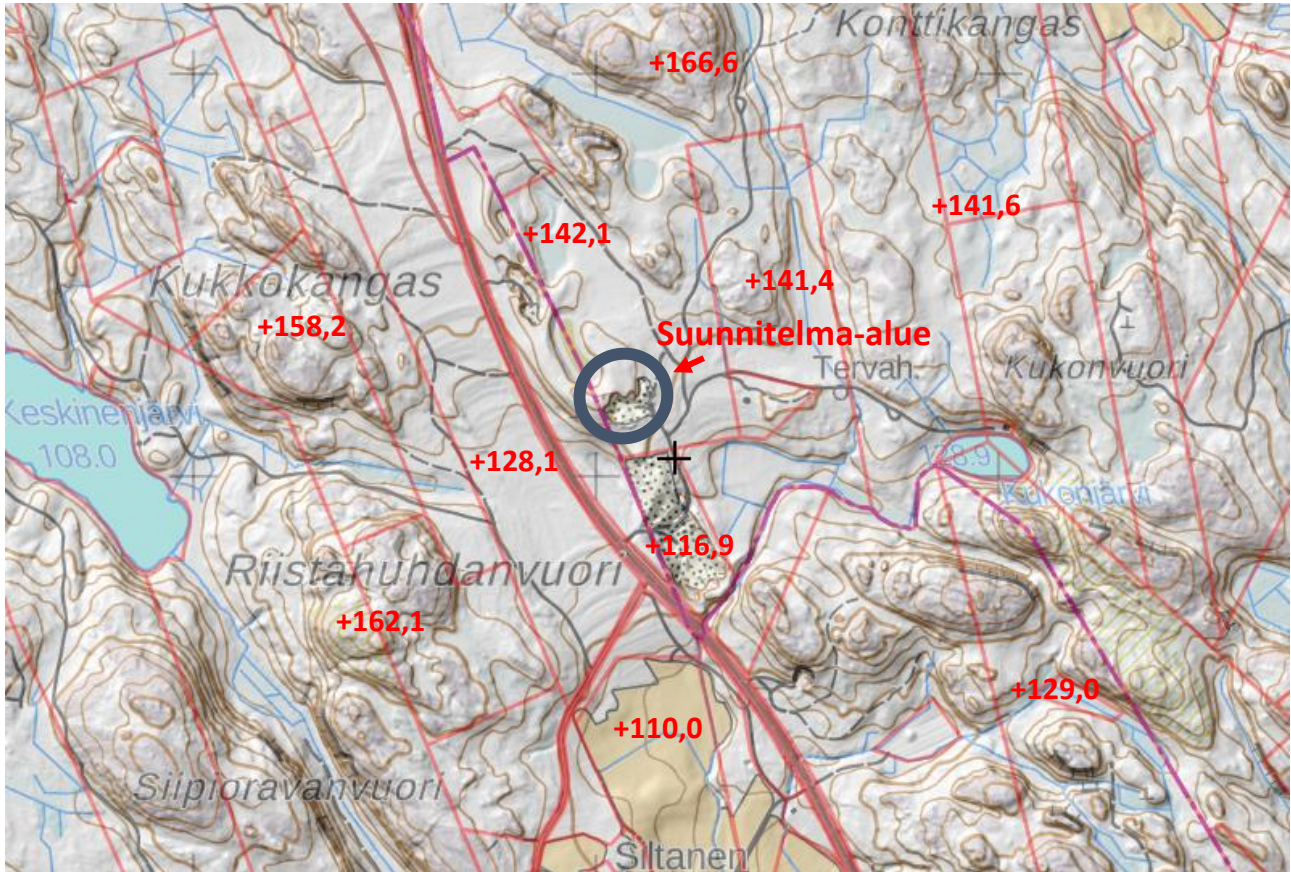 Konttikangas
+166,6
+141,6
+142,1
+141,4
Kukkokangas
+158,2
Suunnitelma-alue
Tervah.
Kukonvuori
Keskinenjärvi
108.0
+128,1
128.9
Kukonjärvi
+116,9
Riistahuhdanvuori
+162,1
+129,0
+110,0
Siipioravanvuori
Siltanen